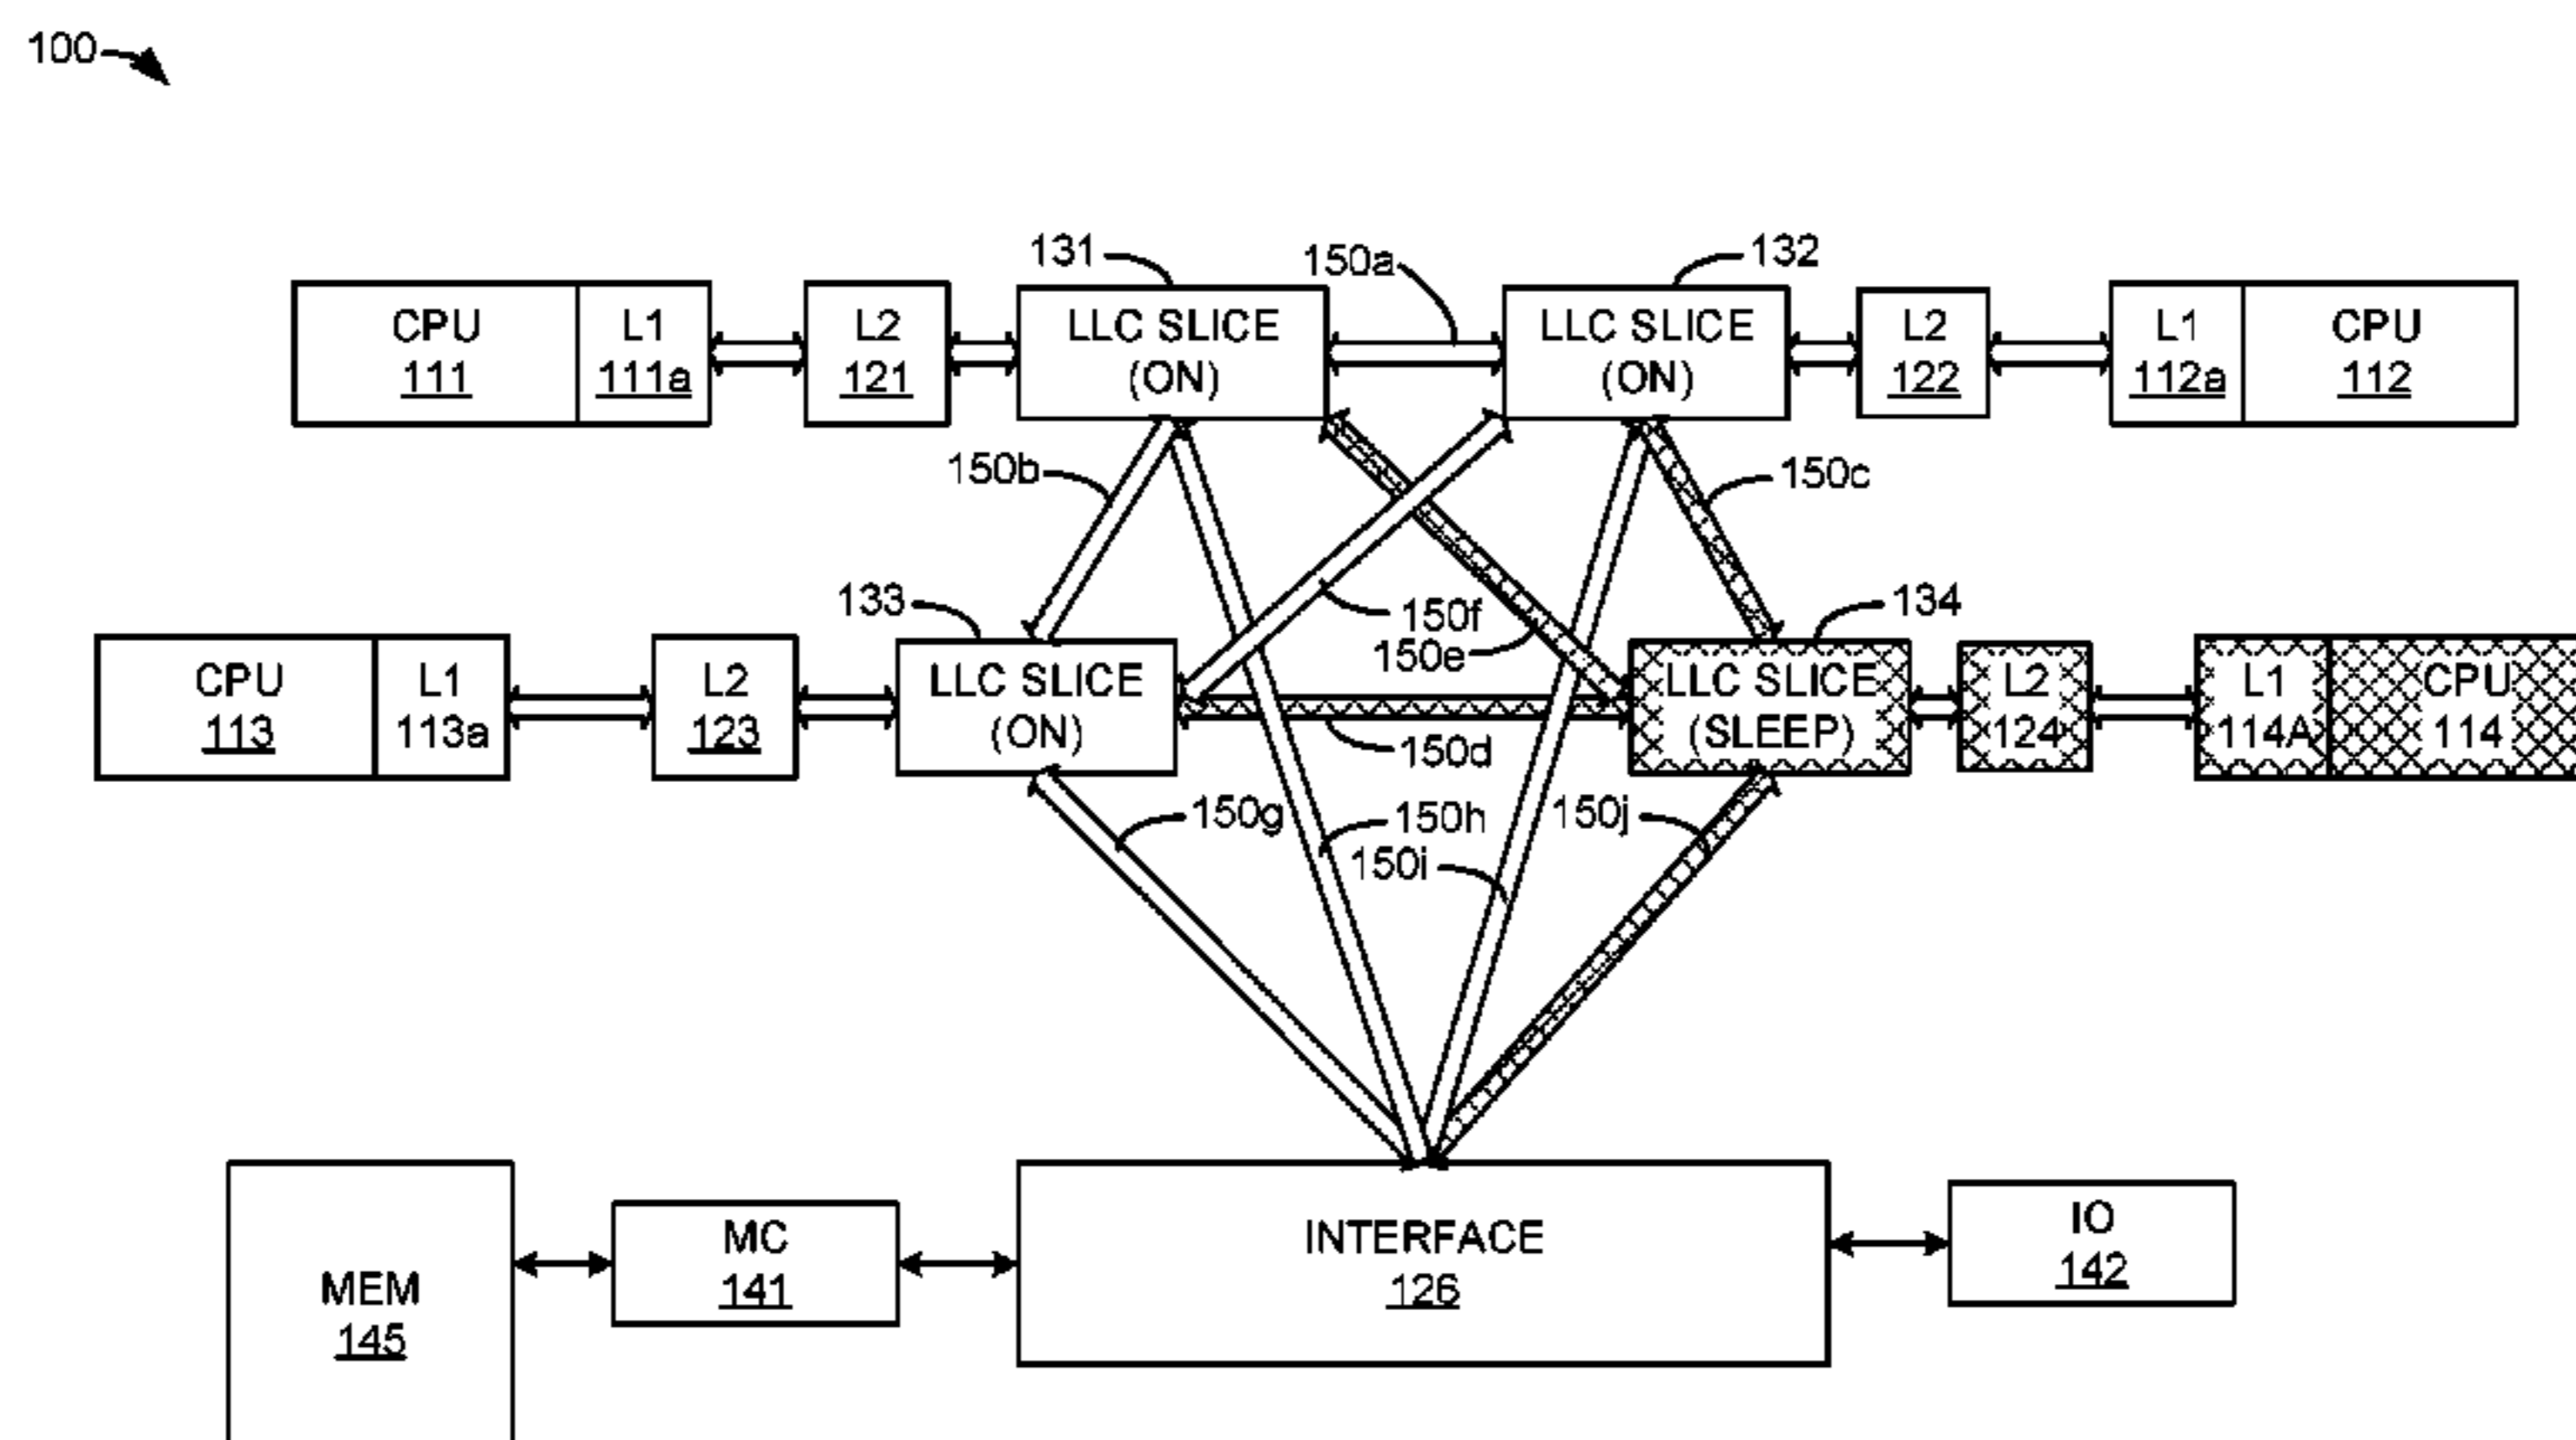 100
131
150a
132
CPU
111
L1
111a
L2
121
LLC SLICE
(ON)
LLC SLICE
(ON)
L2
122
L1
112a
CPU
112
150b
150c
133
150f
150e
134
CPU
113
L1
113a
L2
123
LLC SLICE
(ON)
150d
LLC SLICE
(SLEEP)
L2
124
L1
114A
CPU
114
150g
150h
150i
150j
MEM
145
MC
141
INTERFACE
126
IO
142